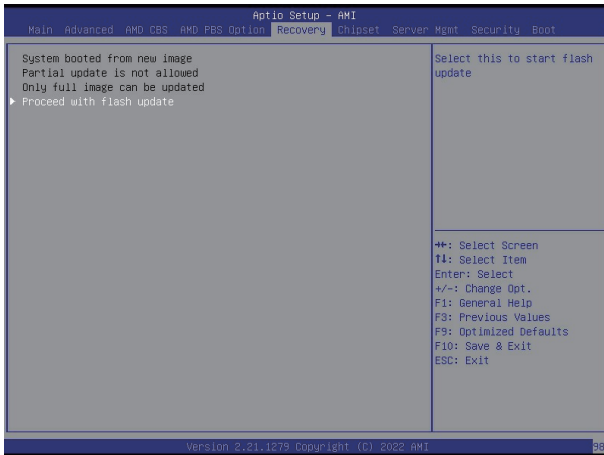 Aptio Setup – AMI
Main Advanced AMD CBS AMD PBS Option Recovery Chipset Server Mgmt Security Boot
System booted from new image
Partial update is not allowed
Only full image can be updated
▶ Proceed with flash update
Select this to start flash
update
→←: Select Screen
↑↓: Select Item
Enter: Select
+/-: Change Opt.
F1: General Help
F3: Previous Values
F9: Optimized Defaults
F10: Save & Exit
ESC: Exit
Version 2.21.1279 Copyright (C) 2022 AMI
98